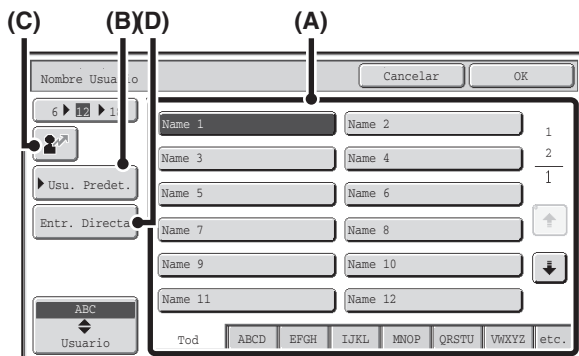 (C) (B) (D) (A)
Nombre Usuario Cancelar OK
6 12 18
Name 1 Name 2
1
Name 3 Name 4
2
Usu. Predet. Name 5 Name 6
1
Entr. Directa Name 7 Name 8
Name 9 Name 10
Name 11 Name 12
ABC
Usuario
Tod ABCD EFGH IJKL MNOP QRSTU VWXYZ etc.